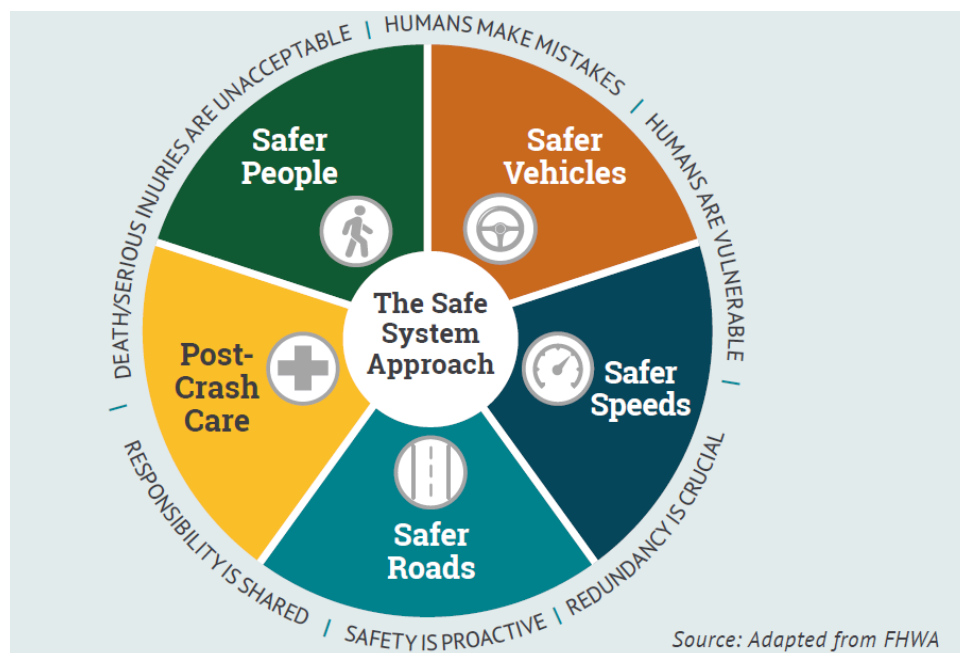 DEATH/SERIOUS INJURIES ARE UNACCEPTABLE | HUMANS MAKE MISTAKES | HUMANS ARE VULNERABLE | REDUNDANCY IS CRUCIAL | SAFETY IS PROACTIVE | RESPONSIBILITY IS SHARED |
Safer
People
Safer
Vehicles
The Safe
System
Approach
Post-
Crash
Care
Safer
Speeds
Safer
Roads
Source: Adapted from FHWA